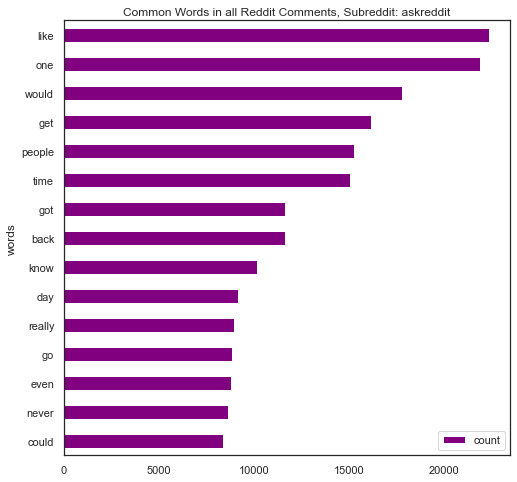 Common Words in all Reddit Comments, Subreddit: askreddit
like
one
would
get
people
time
got
back
know
day
really
go
even
never
could
words
count
0 5000 10000 15000 20000